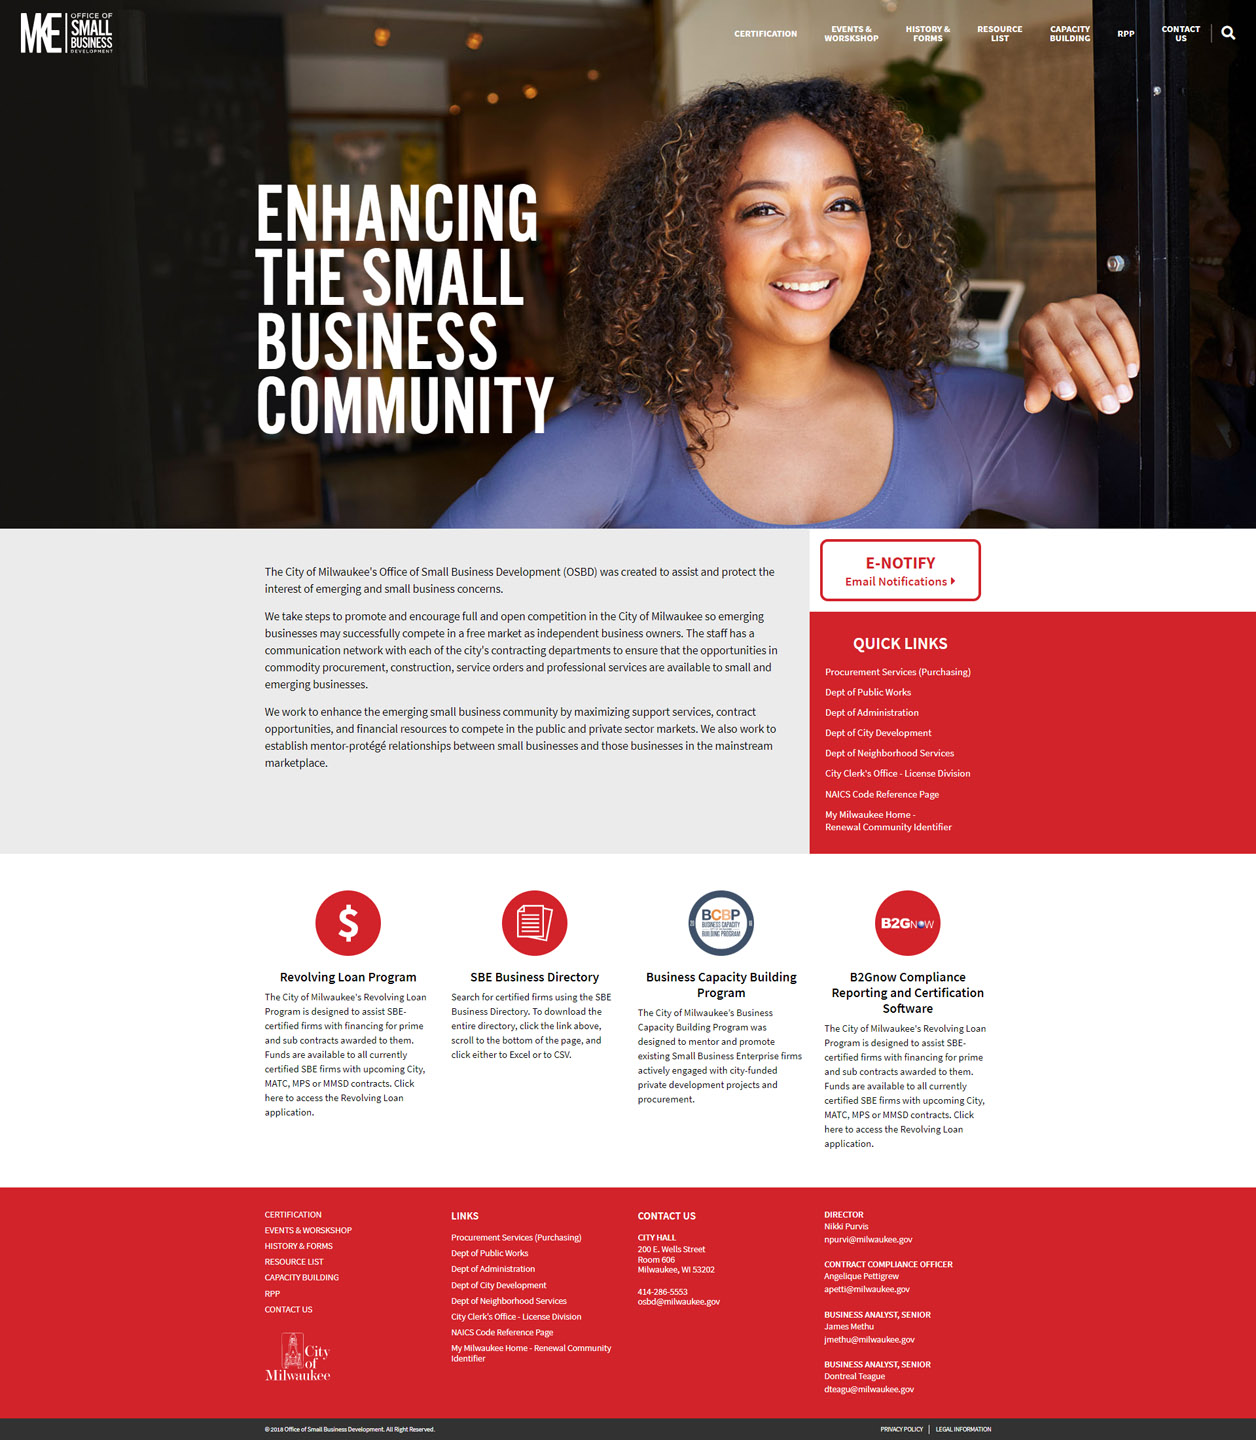 MKE
OFFICE OF
SMALL
BUSINESS
DEVELOPMENT
CERTIFICATION
EVENTS &
WORSKSHOP
HISTORY &
FORMS
RESOURCE
LIST
CAPACITY
BUILDING
RPP
CONTACT
US
ENHANCING
THE SMALL
BUSINESS
COMMUNITY
The City of Milwaukee's Office of Small Business Development (OSBD) was created to assist and protect the
interest of emerging and small business concerns.
We take steps to promote and encourage full and open competition in the City of Milwaukee so emerging
businesses may successfully compete in a free market as independent business owners. The staff has a
communication network with each of the city's contracting departments to ensure that the opportunities in
commodity procurement, construction, service orders and professional services are available to small and
emerging businesses.
We work to enhance the emerging small business community by maximizing support services, contract
opportunities, and financial resources to compete in the public and private sector markets. We also work to
establish mentor-protégé relationships between small businesses and those businesses in the mainstream
marketplace.
E-NOTIFY
Email Notifications
QUICK LINKS
Procurement Services (Purchasing)
Dept of Public Works
Dept of Administration
Dept of City Development
Dept of Neighborhood Services
City Clerk's Office - License Division
NAICS Code Reference Page
My Milwaukee Home -
Renewal Community Identifier
$
Revolving Loan Program
The City of Milwaukee's Revolving Loan
Program is designed to assist SBE-
certified firms with financing for prime
and sub contracts awarded to them.
Funds are available to all currently
certified SBE firms with upcoming City,
MATC, MPS or MMSD contracts. Click
here to access the Revolving Loan
application.
SBE Business Directory
Search for certified firms using the SBE
Business Directory. To download the
entire directory, click the link above,
scroll to the bottom of the page, and
click either to Excel or to CSV.
BCBP
BUSINESS CAPACITY
BUILDING PROGRAM
Business Capacity Building
Program
The City of Milwaukee's Business
Capacity Building Program was
designed to mentor and promote
existing Small Business Enterprise firms
actively engaged with city-funded
private development projects and
procurement.
B2GNOW
B2Gnow Compliance
Reporting and Certification
Software
The City of Milwaukee's Revolving Loan
Program is designed to assist SBE-
certified firms with financing for prime
and sub contracts awarded to them.
Funds are available to all currently
certified SBE firms with upcoming City,
MATC, MPS or MMSD contracts. Click
here to access the Revolving Loan
application.
CERTIFICATION
EVENTS & WORSKSHOP
HISTORY & FORMS
RESOURCE LIST
CAPACITY BUILDING
RPP
CONTACT US
City
of
Milwaukee
LINKS
Procurement Services (Purchasing)
Dept of Public Works
Dept of Administration
Dept of City Development
Dept of Neighborhood Services
City Clerk's Office - License Division
NAICS Code Reference Page
My Milwaukee Home - Renewal Community
Identifier
CONTACT US
CITY HALL
200 E. Wells Street
Room 606
Milwaukee, WI 53202
414-286-5553
osbd@milwaukee.gov
DIRECTOR
Nikki Purvis
npurvi@milwaukee.gov
CONTRACT COMPLIANCE OFFICER
Angelique Pettigrew
apetti@milwaukee.gov
BUSINESS ANALYST, SENIOR
James Methu
jmethu@milwaukee.gov
BUSINESS ANALYST, SENIOR
Dontreal Teague
dteagu@milwaukee.gov
© 2018 Office of Small Business Development. All Right Reserved.
PRIVACY POLICY
LEGAL INFORMATION